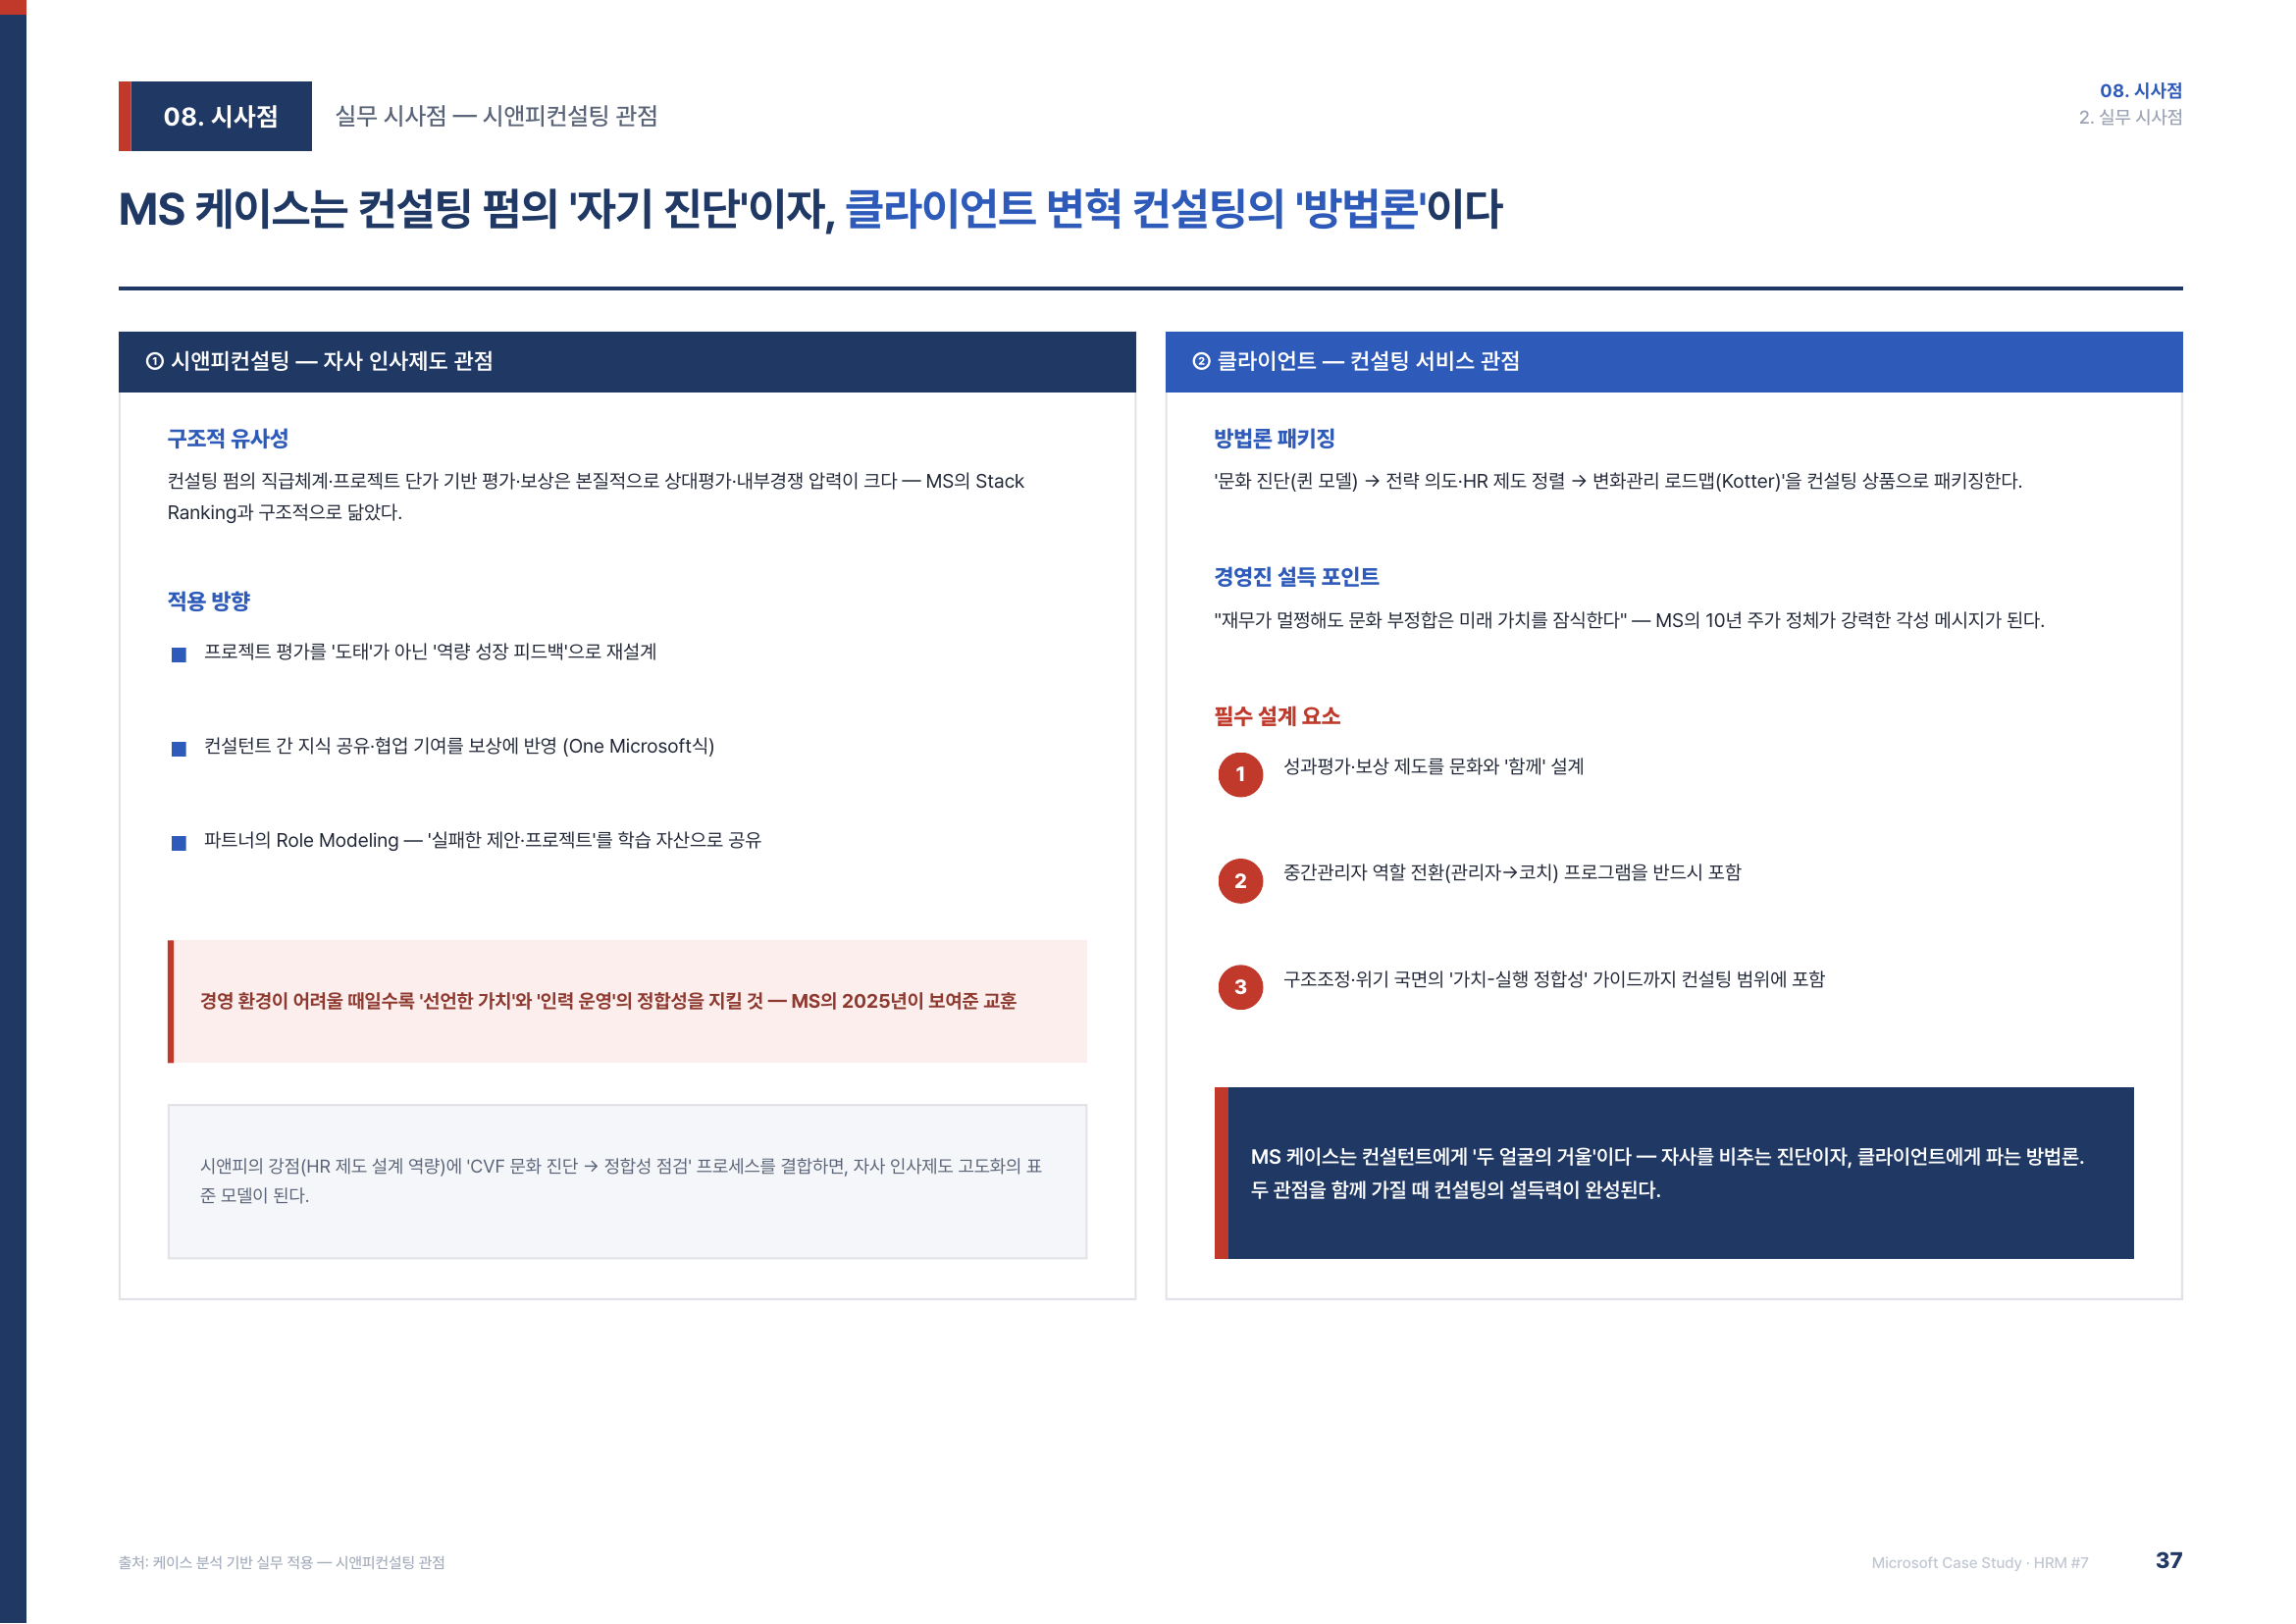 08. 시사점
실무 시사점 — 시앤피컨설팅 관점
08. 시사점
2. 실무 시사점
MS 케이스는 컨설팅 펌의 '자기 진단'이자, 클라이언트 변혁 컨설팅의 '방법론'이다
① 시앤피컨설팅 — 자사 인사제도 관점
구조적 유사성
컨설팅 펌의 직급체계·프로젝트 단가 기반 평가·보상은 본질적으로 상대평가·내부경쟁 압력이 크다 — MS의 Stack
Ranking과 구조적으로 닮았다.
적용 방향
프로젝트 평가를 '도태'가 아닌 '역량 성장 피드백'으로 재설계
컨설턴트 간 지식 공유·협업 기여를 보상에 반영 (One Microsoft식)
파트너의 Role Modeling — '실패한 제안·프로젝트'를 학습 자산으로 공유
경영 환경이 어려울 때일수록 '선언한 가치'와 '인력 운영'의 정합성을 지킬 것 — MS의 2025년이 보여준 교훈
시앤피의 강점(HR 제도 설계 역량)에 'CVF 문화 진단 → 정합성 점검' 프로세스를 결합하면, 자사 인사제도 고도화의 표
준 모델이 된다.
② 클라이언트 — 컨설팅 서비스 관점
방법론 패키징
'문화 진단(퀸 모델) → 전략 의도·HR 제도 정렬 → 변화관리 로드맵(Kotter)'을 컨설팅 상품으로 패키징한다.
경영진 설득 포인트
"재무가 멀쩡해도 문화 부정합은 미래 가치를 잠식한다" — MS의 10년 주가 정체가 강력한 각성 메시지가 된다.
필수 설계 요소
1 성과평가·보상 제도를 문화와 '함께' 설계
2 중간관리자 역할 전환(관리자→코치) 프로그램을 반드시 포함
3 구조조정·위기 국면의 '가치-실행 정합성' 가이드까지 컨설팅 범위에 포함
MS 케이스는 컨설턴트에게 '두 얼굴의 거울'이다 — 자사를 비추는 진단이자, 클라이언트에게 파는 방법론.
두 관점을 함께 가질 때 컨설팅의 설득력이 완성된다.
출처: 케이스 분석 기반 실무 적용 — 시앤피컨설팅 관점
Microsoft Case Study · HRM #7
37